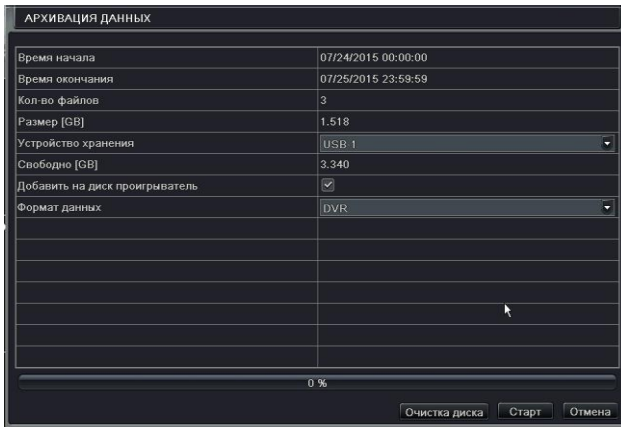 АРХИВАЦИЯ ДАННЫХ
Время начала 07/24/2015 00:00:00
Время окончания 07/25/2015 23:59:59
Кол-во файлов 3
Размер [GB] 1.518
Устройство хранения USB 1
Свободно [GB] 3.340
Добавить на диск проигрыватель
Формат данных DVR
0 %
Очистка диска Старт Отмена